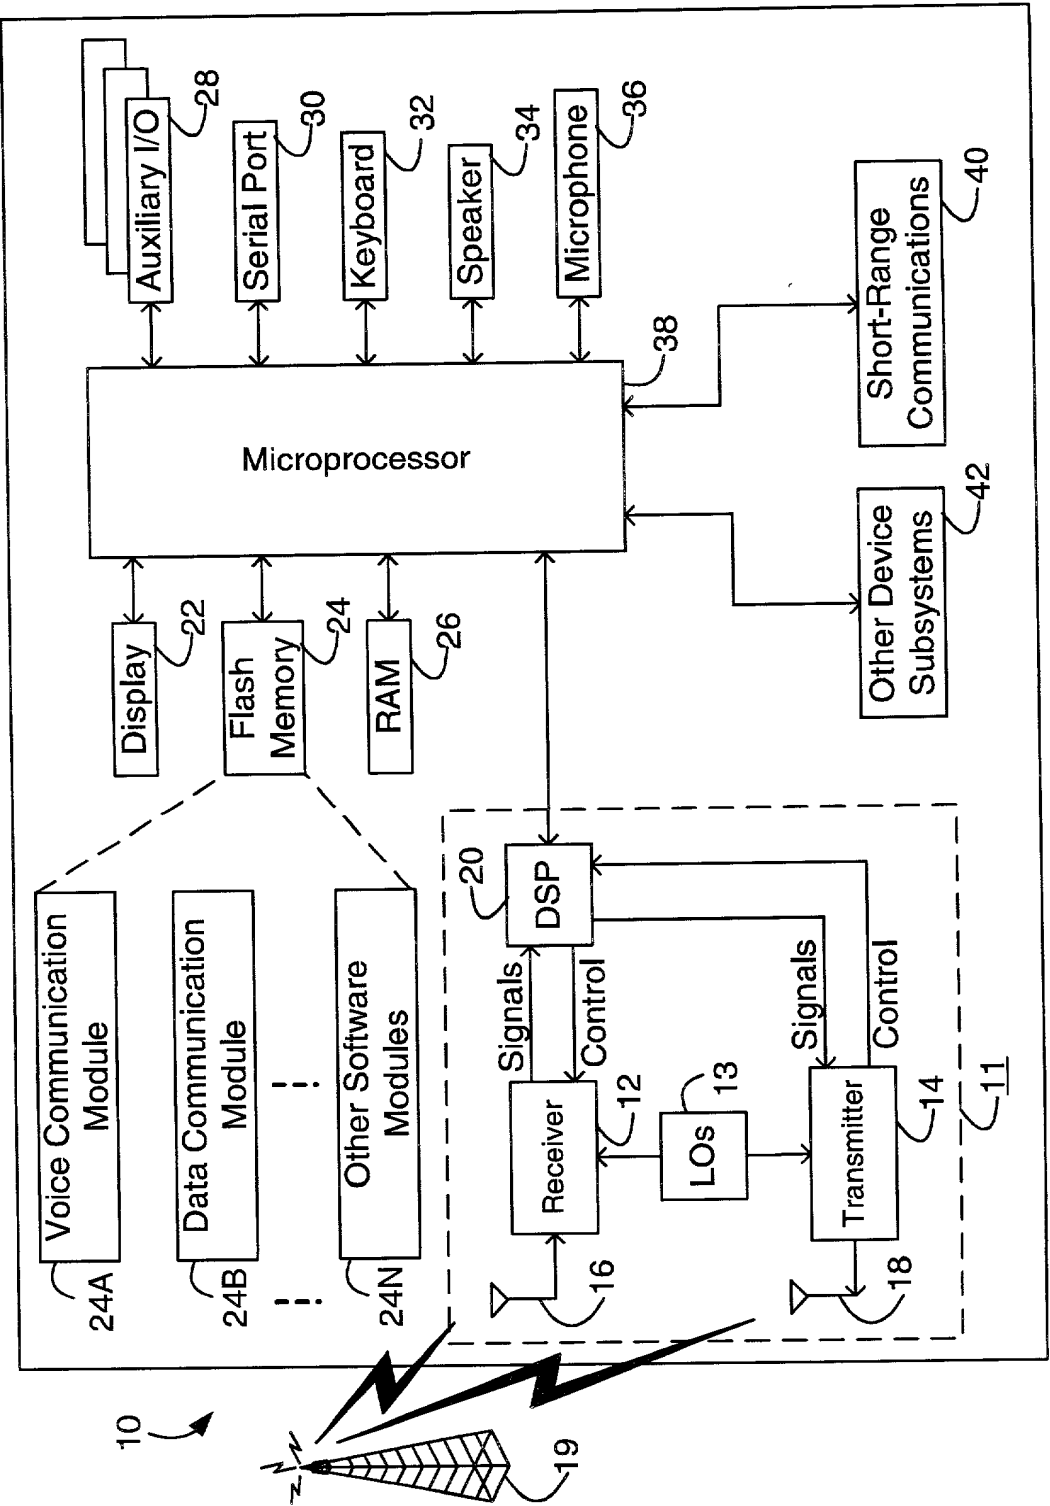 10
19
Voice Communication
Module
24A
Data Communication
Module
24B
Other Software
Modules
24N
Display
22
Flash
Memory
24
RAM
26
Microprocessor
38
Auxiliary I/O
28
Serial Port
30
Keyboard
32
Speaker
34
Microphone
36
16
18
Receiver
12
LOs
13
Transmitter
14
11
Signals
Control
Signals
Control
DSP
20
Other Device
Subsystems
42
Short-Range
Communications
40